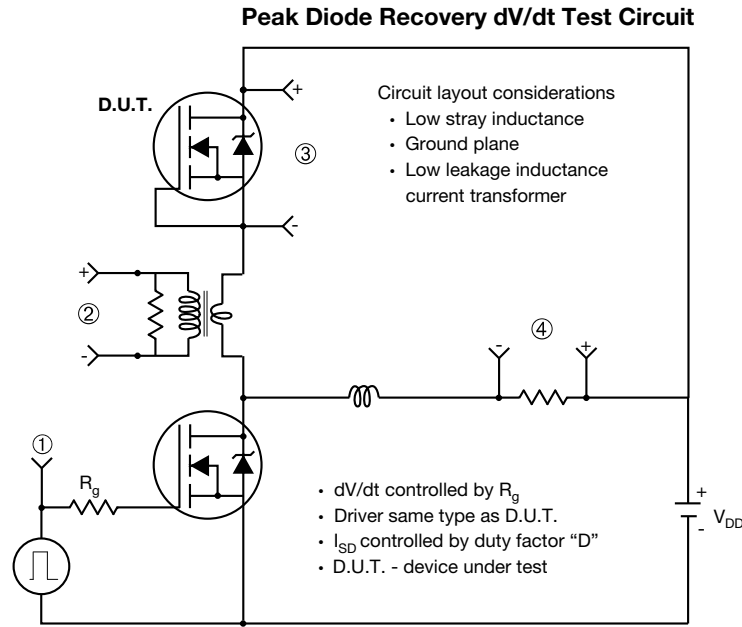 Peak Diode Recovery dV/dt Test Circuit
D.U.T.
+
Circuit layout considerations
• Low stray inductance
• Ground plane
• Low leakage inductance
current transformer
③
-
+
②
-
④
-
+
①
Rg
• dV/dt controlled by Rg
• Driver same type as D.U.T.
• ISD controlled by duty factor “D”
• D.U.T. - device under test
+
VDD
-